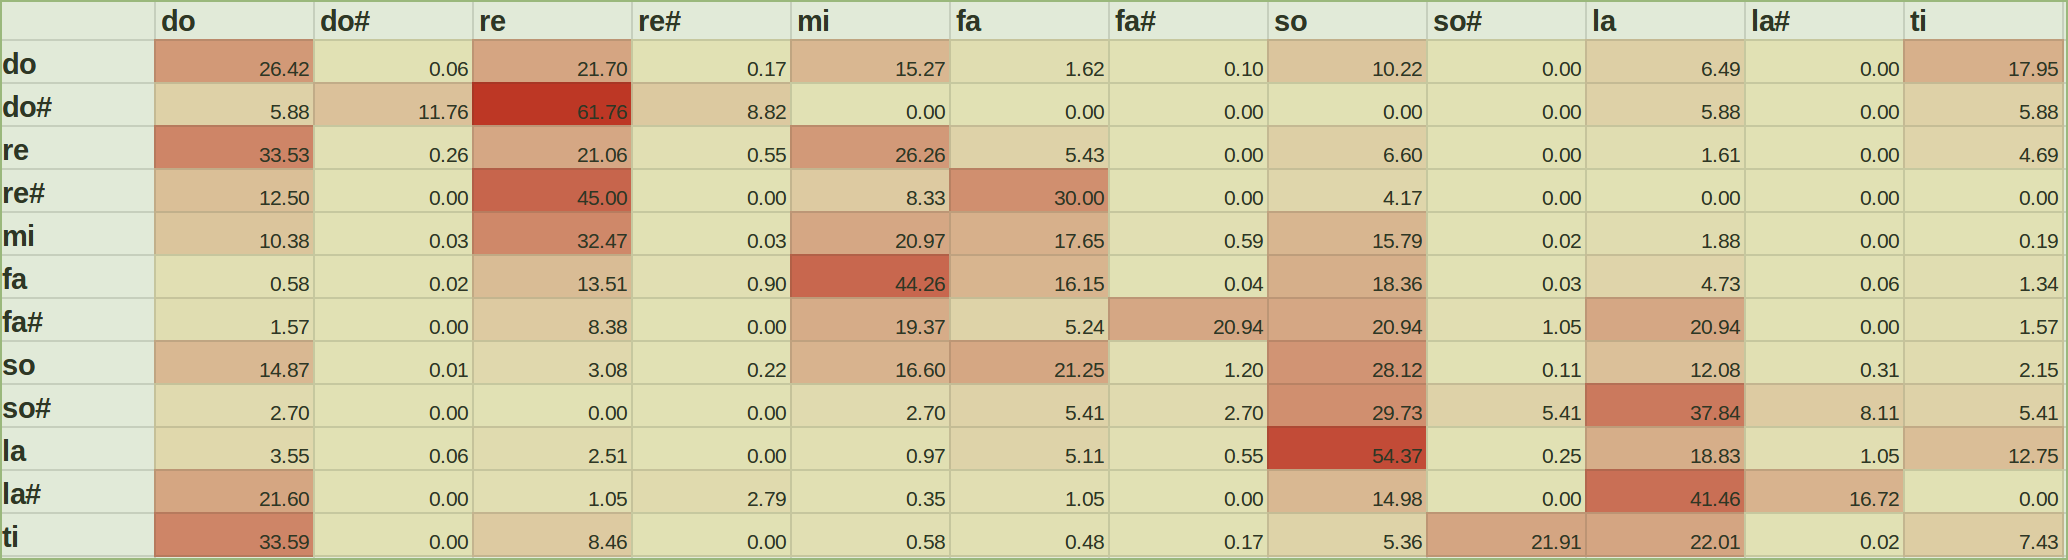 do do# re re# mi fa fa# so so# la la# ti
do 26.42 0.06 21.70 0.17 15.27 1.62 0.10 10.22 0.00 6.49 0.00 17.95
do# 5.88 11.76 61.76 8.82 0.00 0.00 0.00 0.00 0.00 5.88 0.00 5.88
re 33.53 0.26 21.06 0.55 26.26 5.43 0.00 6.60 0.00 1.61 0.00 4.69
re# 12.50 0.00 45.00 0.00 8.33 30.00 0.00 4.17 0.00 0.00 0.00 0.00
mi 10.38 0.03 32.47 0.03 20.97 17.65 0.59 15.79 0.02 1.88 0.00 0.19
fa 0.58 0.02 13.51 0.90 44.26 16.15 0.04 18.36 0.03 4.73 0.06 1.34
fa# 1.57 0.00 8.38 0.00 19.37 5.24 20.94 20.94 1.05 20.94 0.00 1.57
so 14.87 0.01 3.08 0.22 16.60 21.25 1.20 28.12 0.11 12.08 0.31 2.15
so# 2.70 0.00 0.00 0.00 2.70 5.41 2.70 29.73 5.41 37.84 8.11 5.41
la 3.55 0.06 2.51 0.00 0.97 5.11 0.55 54.37 0.25 18.83 1.05 12.75
la# 21.60 0.00 1.05 2.79 0.35 1.05 0.00 14.98 0.00 41.46 16.72 0.00
ti 33.59 0.00 8.46 0.00 0.58 0.48 0.17 5.36 21.91 22.01 0.02 7.43